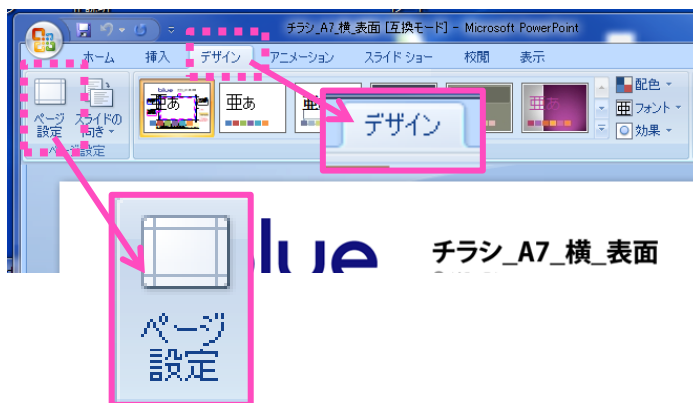 チラシ_A7_横_表面 [互換モード] - Microsoft PowerPoint
ホーム 挿入 デザイン アニメーション スライド ショー 校閲 表示
ページ
設定
スライドの
向き
ページ設定
blue
亜あ
亜あ
亜
配色
亜 フォント
効果
デザイン
blue
チラシ_A7_横_表面
ページ
設定